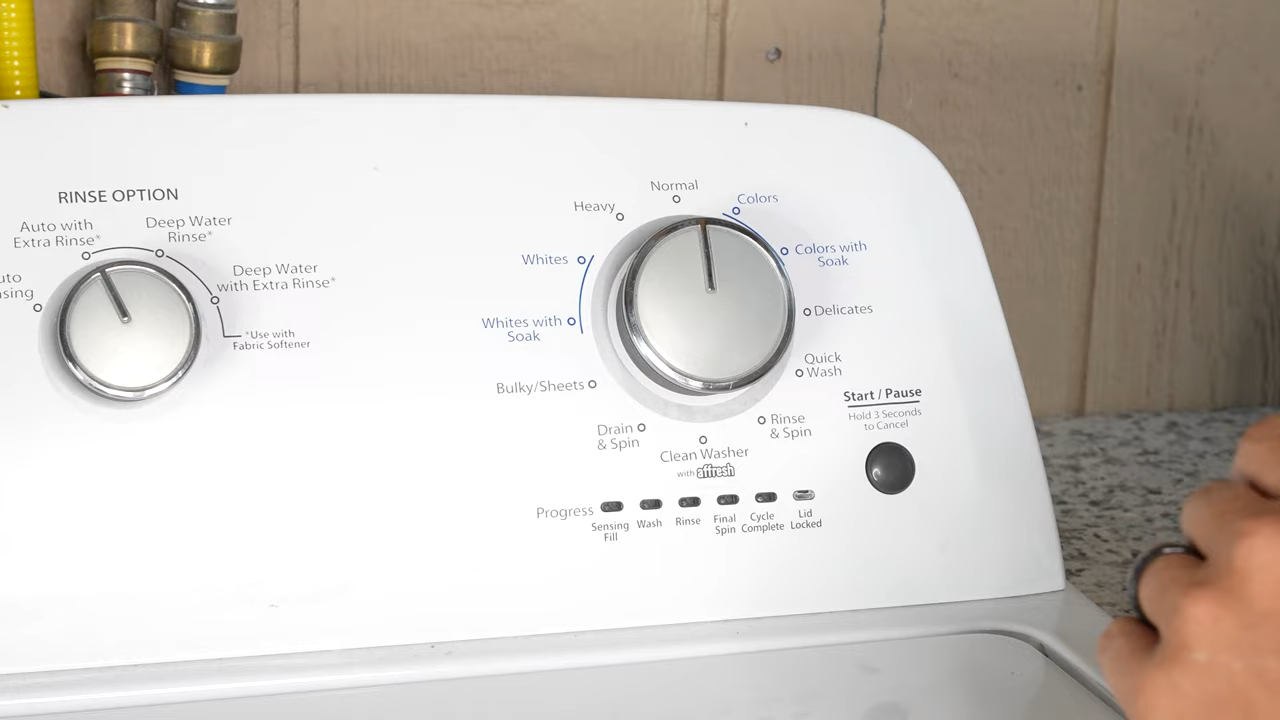 RINSE OPTION
Auto with
Extra Rinse*
Deep Water
Rinse*
Deep Water
with Extra Rinse*
*Use with
Fabric Softener
Normal
Heavy
Colors
Whites
Colors with
Soak
Whites with
Soak
Delicates
Bulky/Sheets
Quick
Wash
Drain
& Spin
Rinse
& Spin
Clean Washer
with affresh
Start / Pause
Hold 3 Seconds
to Cancel
Progress
Sensing
Fill
Wash
Rinse
Final
Spin
Cycle
Complete
Lid
Locked